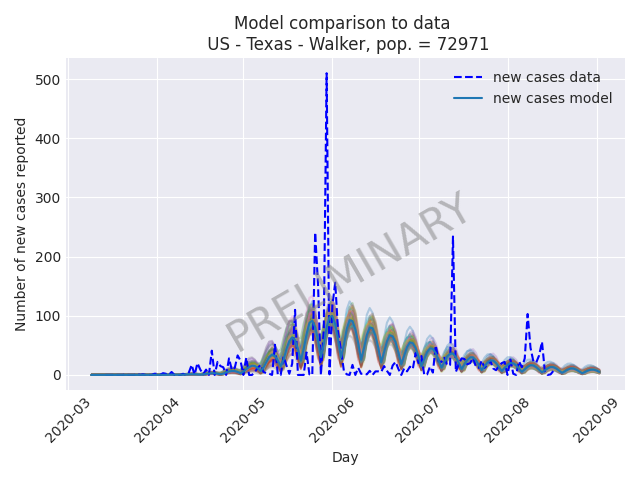 Model comparison to data
US - Texas - Walker, pop. = 72971
new cases data
new cases model
Number of new cases reported
500
400
300
200
100
0
PRELIMINARY
2020-03
2020-04
2020-05
2020-06
2020-07
2020-08
2020-09
Day